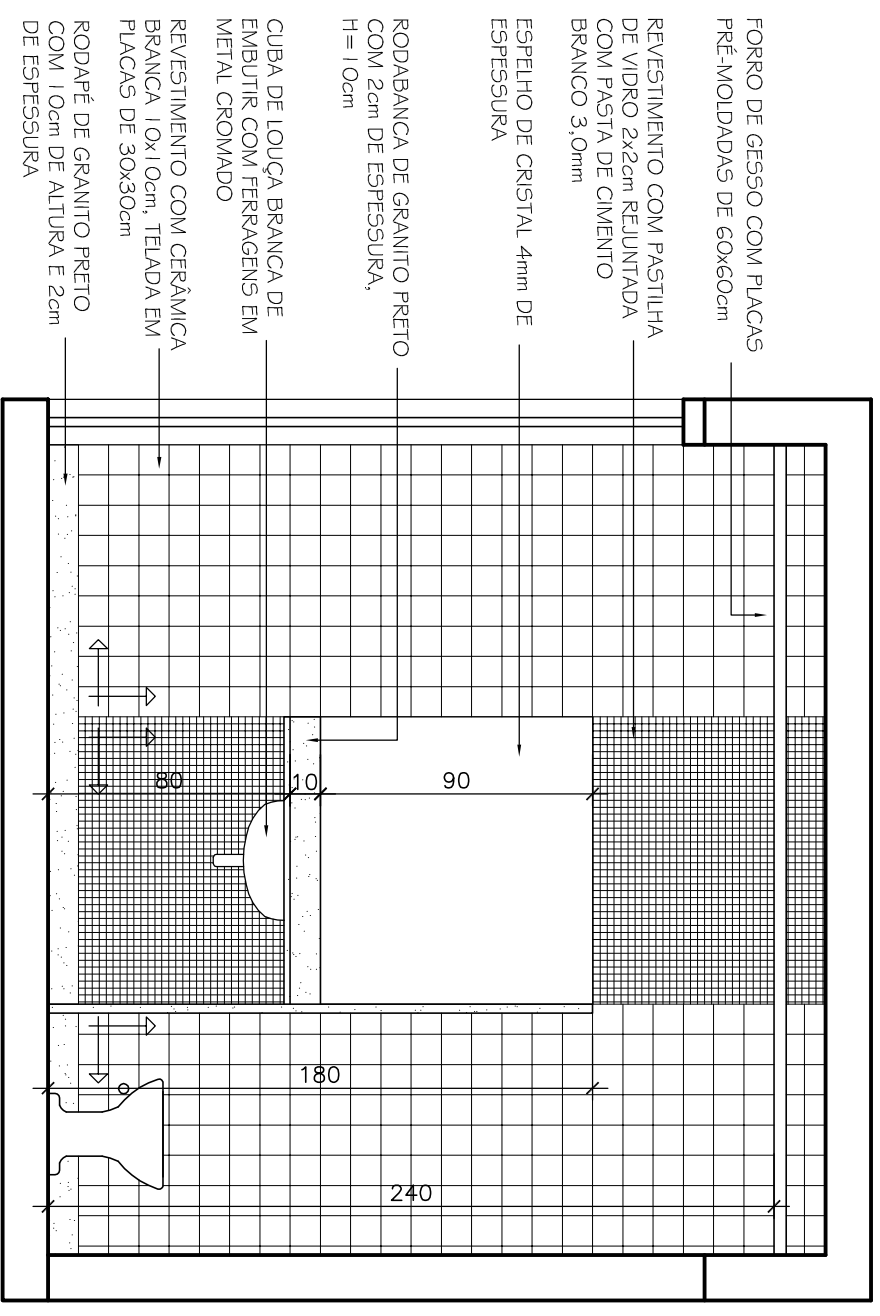 FORRO DE GESSO COM PLACAS
PRÉ-MOLDADAS DE 60x60cm
REVESTIMENTO COM PASTILHA
DE VIDRO 2x2cm REJUNTADA
COM PASTA DE CIMENTO
BRANCO 3,0mm
ESPELHO DE CRISTAL 4mm DE
ESPESSURA
RODABANCA DE GRANITO PRETO
COM 2cm DE ESPESSURA,
H=10cm
CUBA DE LOUÇA BRANCA DE
EMBUTIR COM FERRAGENS EM
METAL CROMADO
REVESTIMENTO COM CERÂMICA
BRANCA 10x10cm, TELADA EM
PLACAS DE 30x30cm
RODAPÉ DE GRANITO PRETO
COM 10cm DE ALTURA E 2cm
DE ESPESSURA
80
10
90
180
240